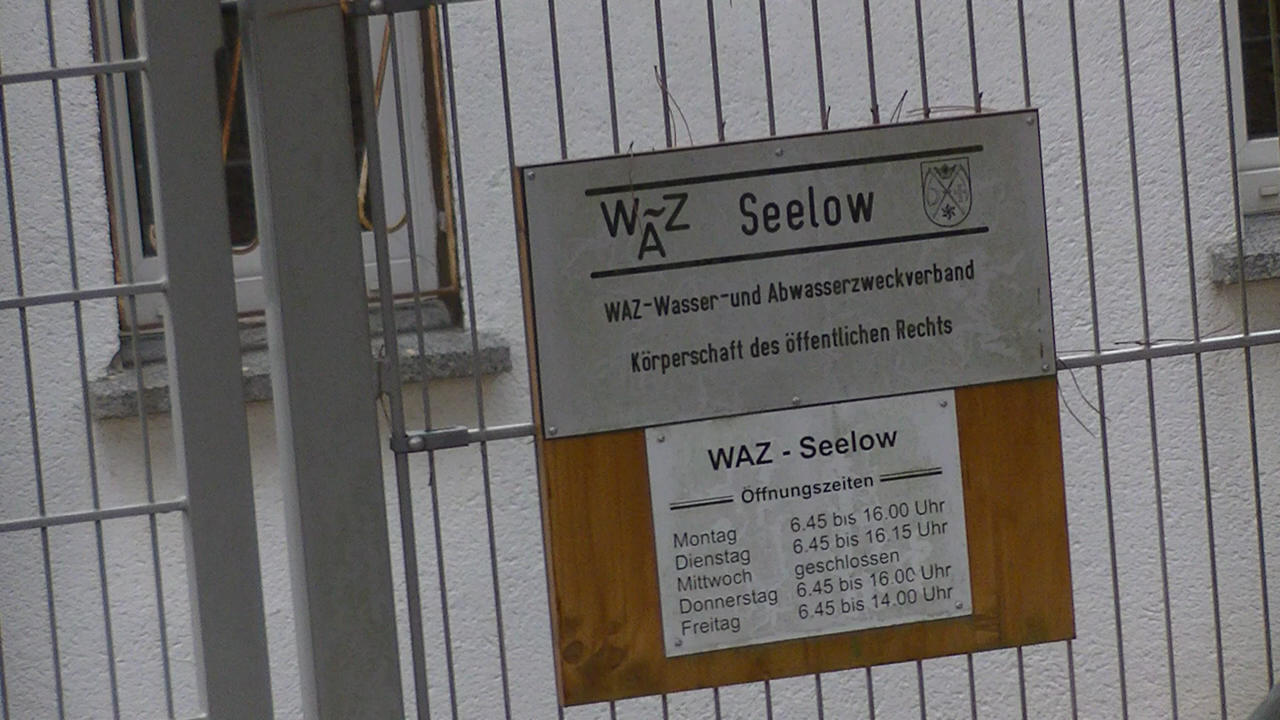 WAZ Seelow
WAZ-Wasser-und Abwasserzweckverband
Körperschaft des öffentlichen Rechts
WAZ - Seelow
Öffnungszeiten
Montag 6.45 bis 16.00 Uhr
Dienstag 6.45 bis 16.15 Uhr
Mittwoch geschlossen
Donnerstag 6.45 bis 16.00 Uhr
Freitag 6.45 bis 14.00 Uhr